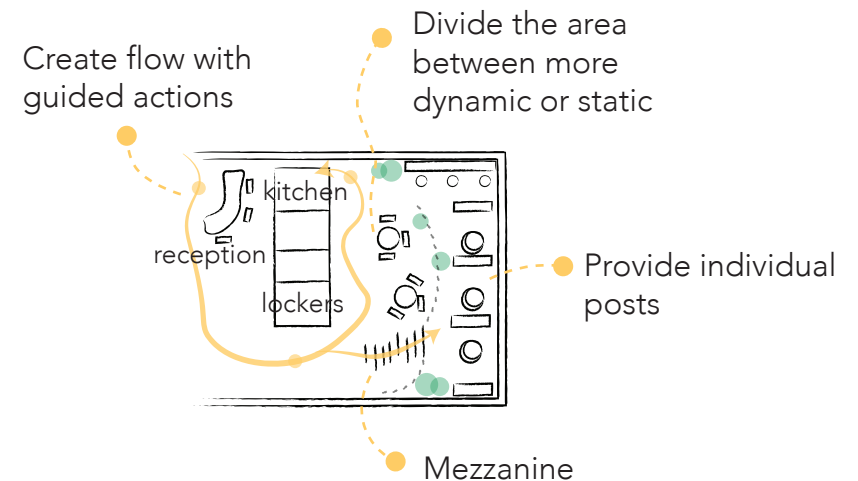 Create flow with
guided actions
Divide the area
between more
dynamic or static
kitchen
reception
lockers
Provide individual
posts
Mezzanine